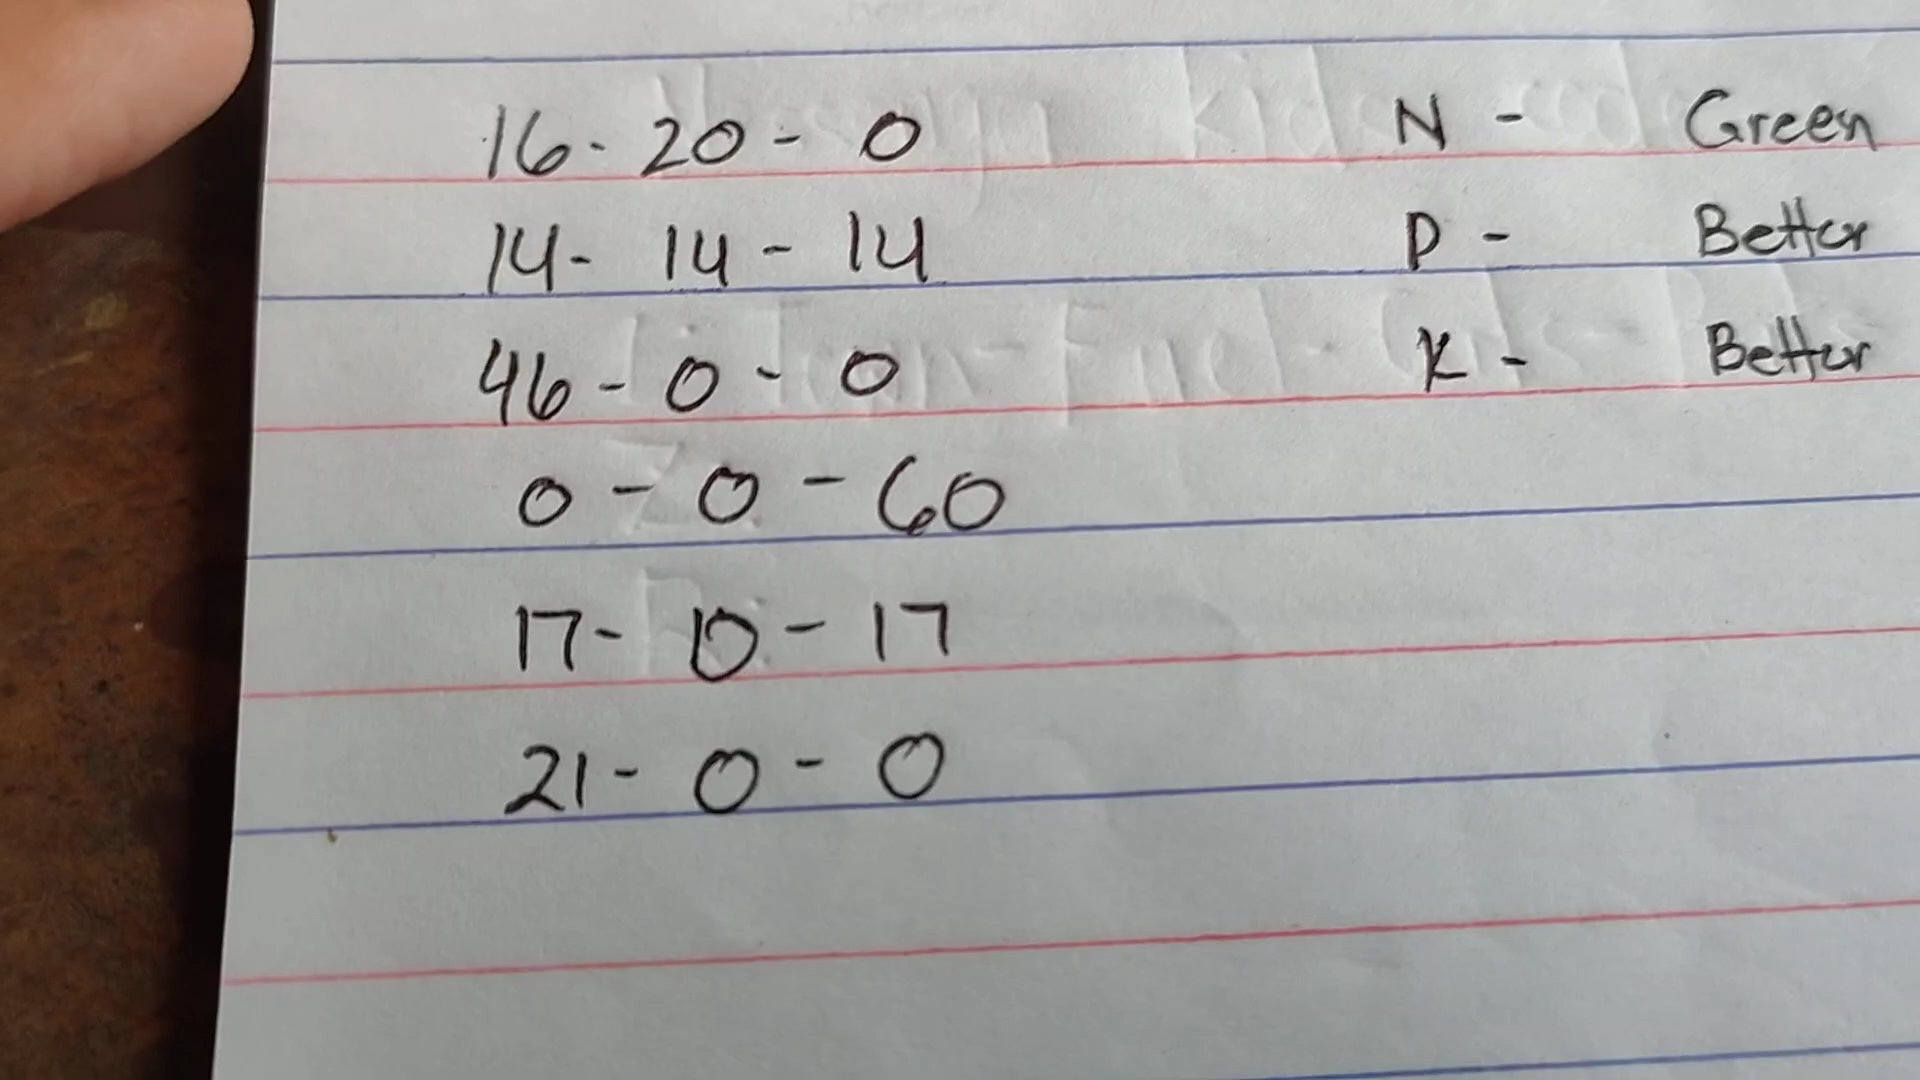 16-20-0 N - Green
14-14-14 P - Better
46-0-0 K - Better
0-0-60
17-10-17
21-0-0